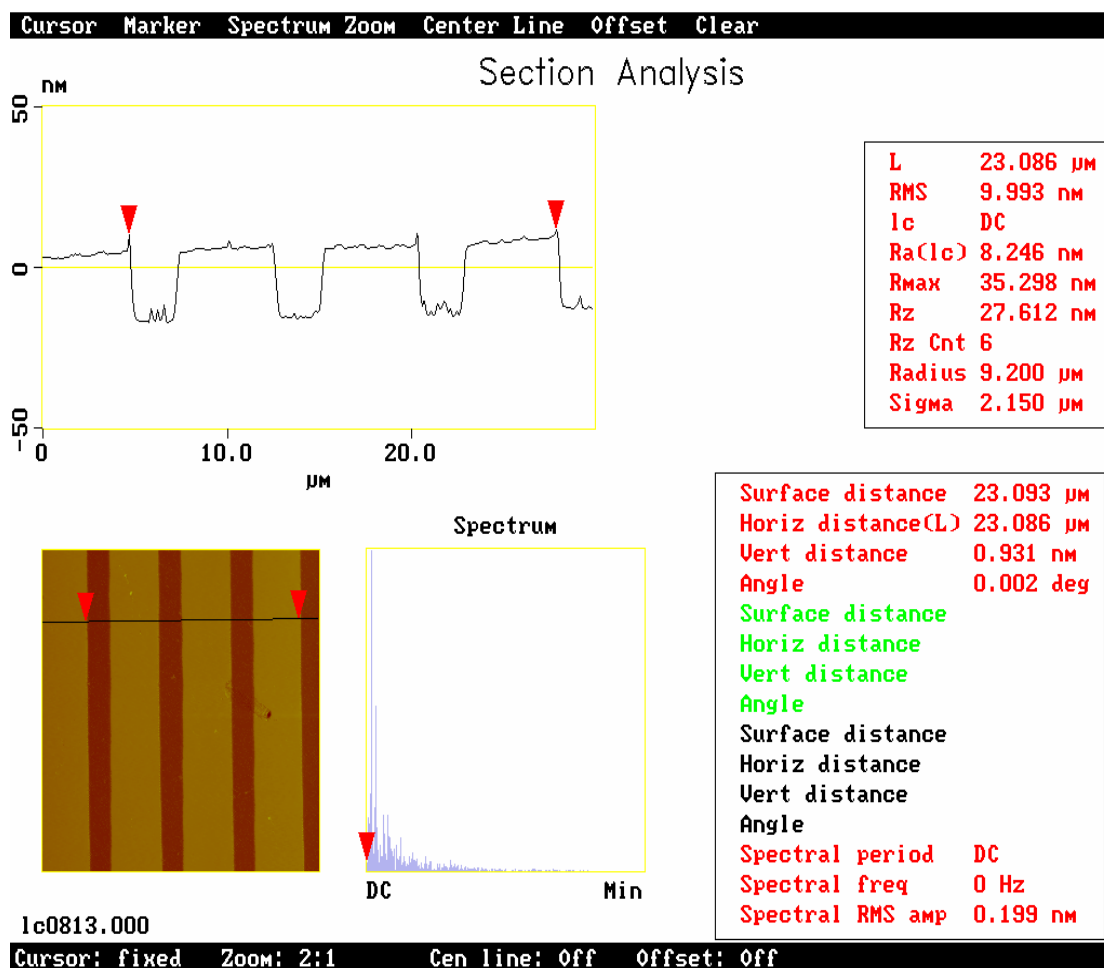 Cursor Marker Spectrum Zoom Center Line Offset Clear
Section Analysis
nM
50
0
-50
0 10.0 20.0
μM
L 23.086 μM
RMS 9.993 nM
lc DC
Ra(lc) 8.246 nM
Rmax 35.298 nM
Rz 27.612 nM
Rz Cnt 6
Radius 9.200 μM
Sigma 2.150 μM
Surface distance 23.093 μM
Horiz distance(L) 23.086 μM
Vert distance 0.931 nM
Angle 0.002 deg
Surface distance
Horiz distance
Vert distance
Angle
Surface distance
Horiz distance
Vert distance
Angle
Spectral period DC
Spectral freq 0 Hz
Spectral RMS amp 0.199 nM
Spectrum
DC Min
lc0813.000
Cursor: fixed Zoom: 2:1 Cen line: Off Offset: Off